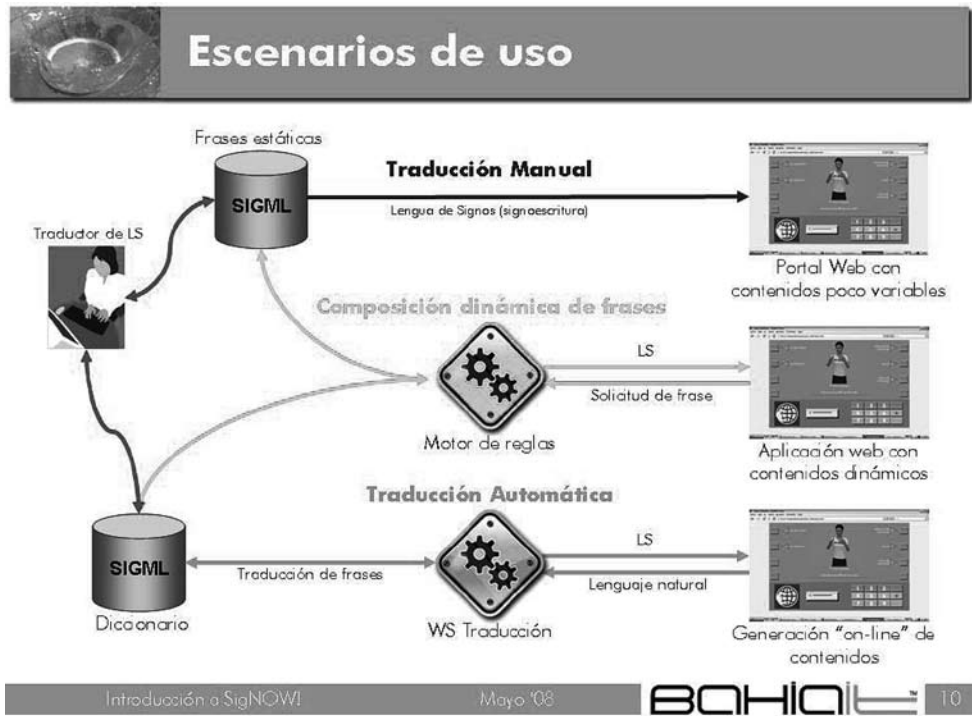 Escenarios de uso
Frases estáticas
SIGML
Traducción Manual
Lengua de Signos (signoescritura)
Traductor de LS
Portal Web con
contenidos poco variables
Composición dinámica de frases
LS
Solicitud de frase
Motor de reglas
Aplicación web con
contenidos dinámicos
Traducción Automática
SIGML
Diccionario
Traducción de frases
LS
Lenguaje natural
WS Traducción
Generación "on-line" de
contenidos
Introducción a SigNOW!
Mayo '08
BAHIAit™
10